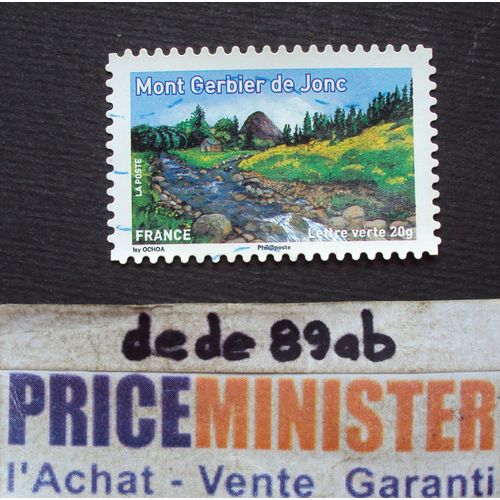 Mont Gerbier de Jonc
LA POSTE
FRANCE
Lettre verte 20g
Isy OCHOA
Phil@poste
dede 89ab
PRICEMINISTER
l'Achat - Vente Garanti